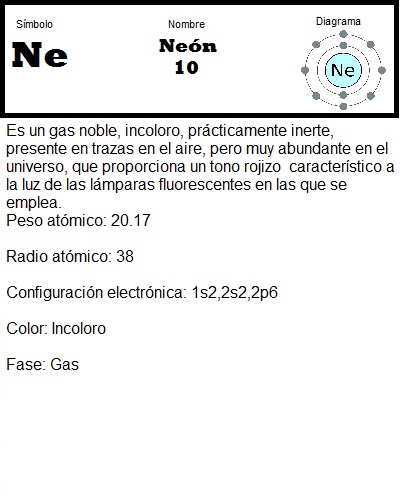 Símbolo
Nombre
Diagrama
Ne
Neón
10
Ne
Es un gas noble, incoloro, prácticamente inerte,
presente en trazas en el aire, pero muy abundante en el
universo, que proporciona un tono rojizo  característico a
la luz de las lámparas fluorescentes en las que se
emplea.
Peso atómico: 20.17
Radio atómico: 38
Configuración electrónica: 1s2,2s2,2p6
Color: Incoloro
Fase: Gas